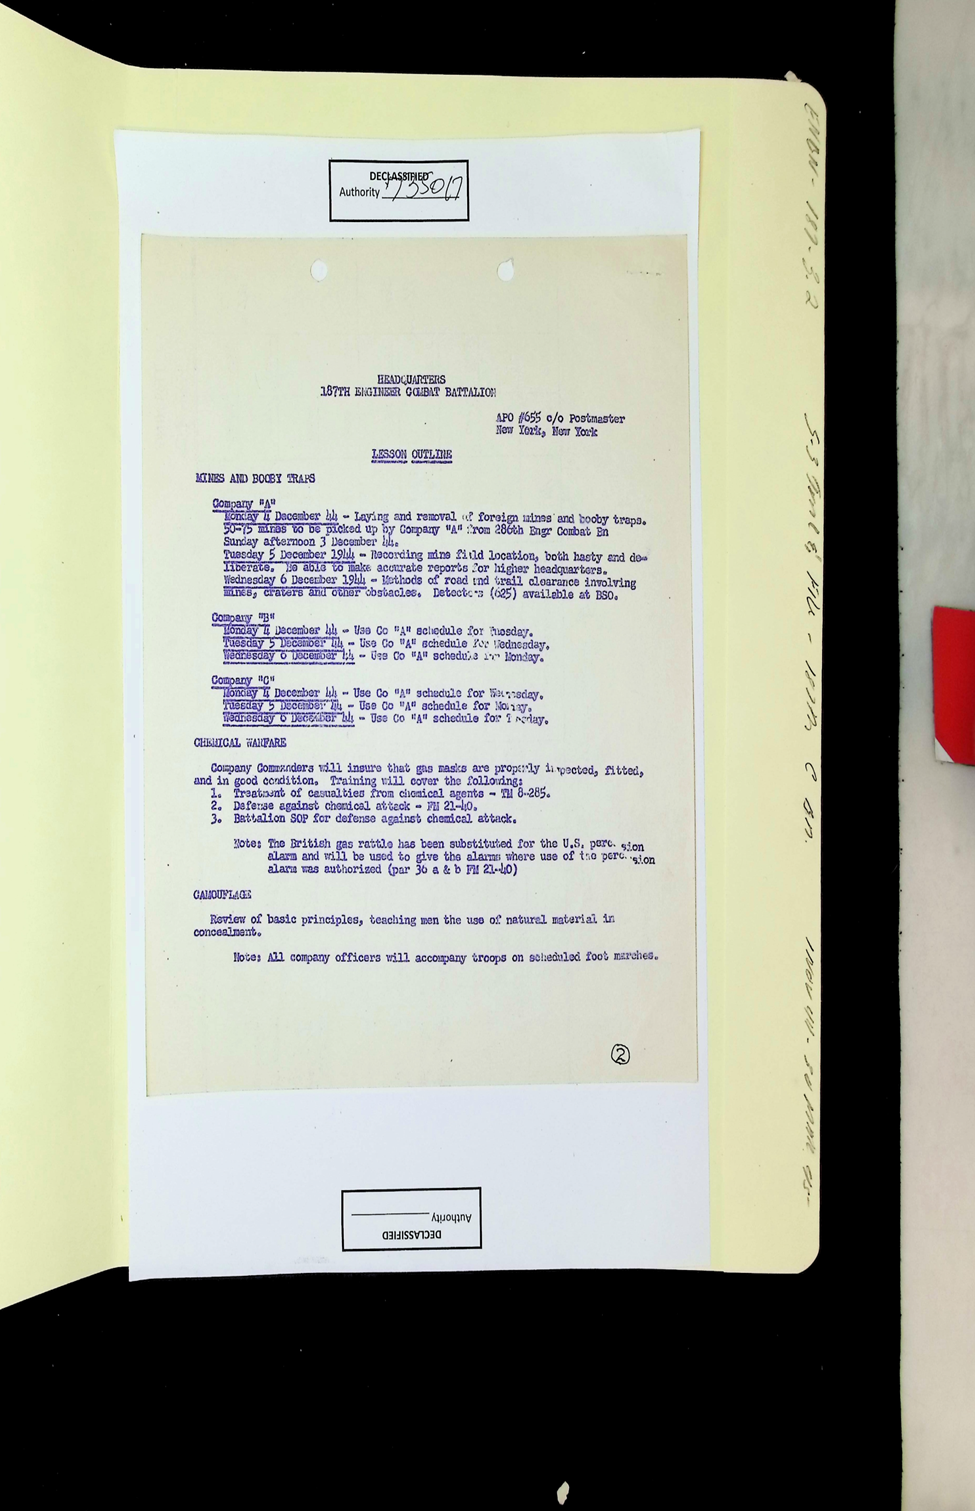 DECLASSIFIED
Authority 735017
HEADQUARTERS
187TH ENGINEER COMBAT BATTALION
APO #655 c/o Postmaster
New York, New York
LESSON OUTLINE
MINES AND BOOBY TRAPS
Company "A"
Monday 4 December 44 - Laying and removal of foreign mines and booby traps.
50-75 mines to be picked up by Company "A" from 286th Engr Combat Bn
Sunday afternoon 3 December 44.
Tuesday 5 December 1944 - Recording mine field location, both hasty and de-
liberate. Be able to make accurate reports for higher headquarters.
Wednesday 6 December 1944 - Methods of road and trail clearance involving
mines, craters and other obstacles. Detectors (625) available at BSO.
Company "B"
Monday 4 December 44 - Use Co "A" schedule for Tuesday.
Tuesday 5 December 44 - Use Co "A" schedule for Wednesday.
Wednesday 6 December 44 - Use Co "A" schedule for Monday.
Company "C"
Monday 4 December 44 - Use Co "A" schedule for Wednesday.
Tuesday 5 December 44 - Use Co "A" schedule for Monday.
Wednesday 6 December 44 - Use Co "A" schedule for Tuesday.
CHEMICAL WARFARE
Company Commanders will insure that gas masks are properly inspected, fitted,
and in good condition. Training will cover the following:
1. Treatment of casualties from chemical agents - TM 8-285.
2. Defense against chemical attack - FM 21-40.
3. Battalion SOP for defense against chemical attack.
Note: The British gas rattle has been substituted for the U.S. percussion
alarm and will be used to give the alarms where use of the percussion
alarm was authorized (par 36 a & b FM 21-40)
CAMOUFLAGE
Review of basic principles, teaching men the use of natural material in
concealment.
Note: All company officers will accompany troops on scheduled foot marches.
2
DECLASSIFIED
Authority
ENBN - 187-3.2
187th C BN.